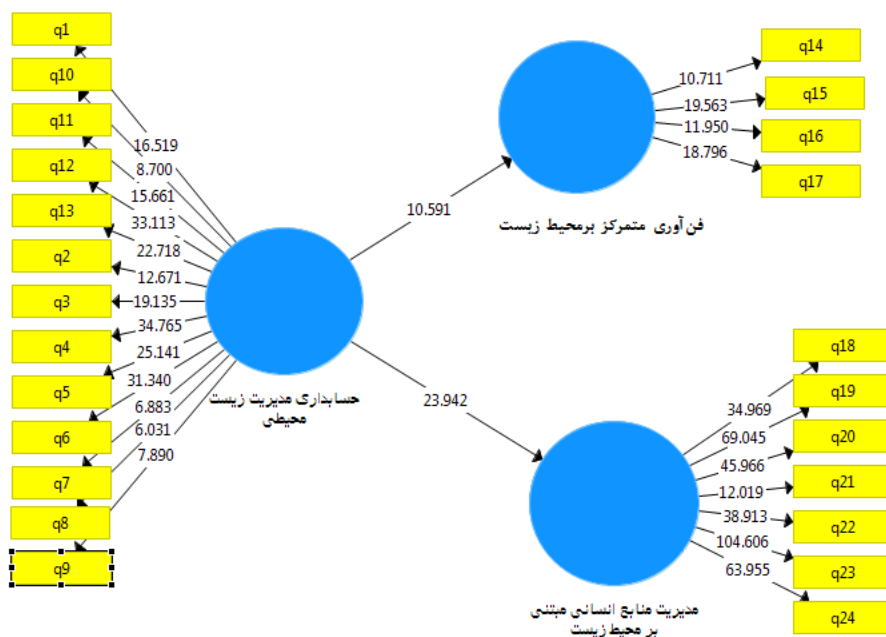 q1
q10
q11
q12
q13
q2
q3
q4
q5
q6
q7
q8
q9
16.519
8.700
15.661
33.113
22.718
12.671
19.135
34.765
25.141
31.340
6.883
6.031
7.890
حسابداری مدیریت زیست
محیطی
10.591
23.942
فن آوری متمرکز برمحیط زیست
10.711
19.563
11.950
18.796
q14
q15
q16
q17
مدیریت منابع انسانی مبتنی
بر محیط زیست
34.969
69.045
45.966
12.019
38.913
104.606
63.955
q18
q19
q20
q21
q22
q23
q24